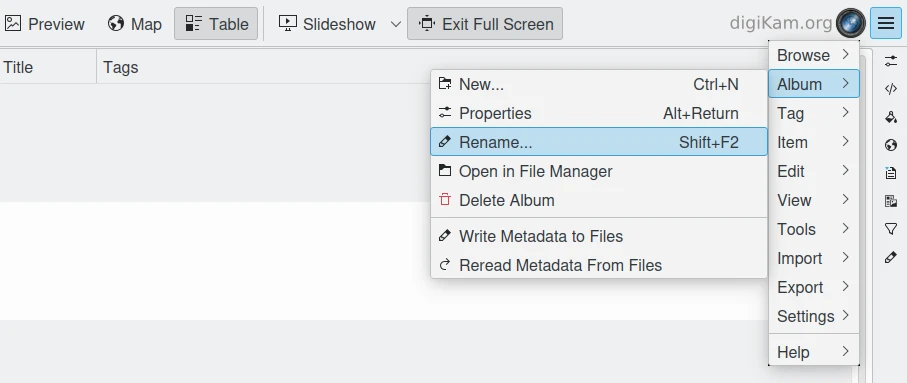 Preview Map Table Slideshow Exit Full Screen digiKam.org
Title Tags
Browse
Album
Tag
Item
Edit
View
Tools
Import
Export
Settings
Help
New... Ctrl+N
Properties Alt+Return
Rename... Shift+F2
Open in File Manager
Delete Album
Write Metadata to Files
Reread Metadata From Files